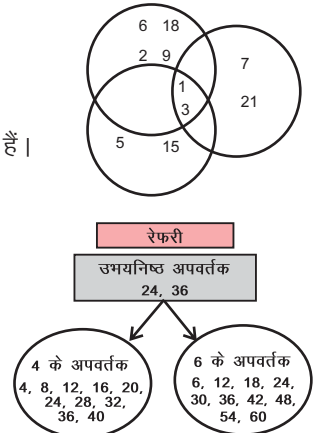 6 18
2 9
7
1
21
3
5 15
हैं|
रेफरी
उभयनिष्ठ अपवर्तक
24, 36
4 के अपवर्तक
4, 8, 12, 16, 20,
24, 28, 32,
36, 40
6 के अपवर्तक
6, 12, 18, 24,
30, 36, 42, 48,
54, 60